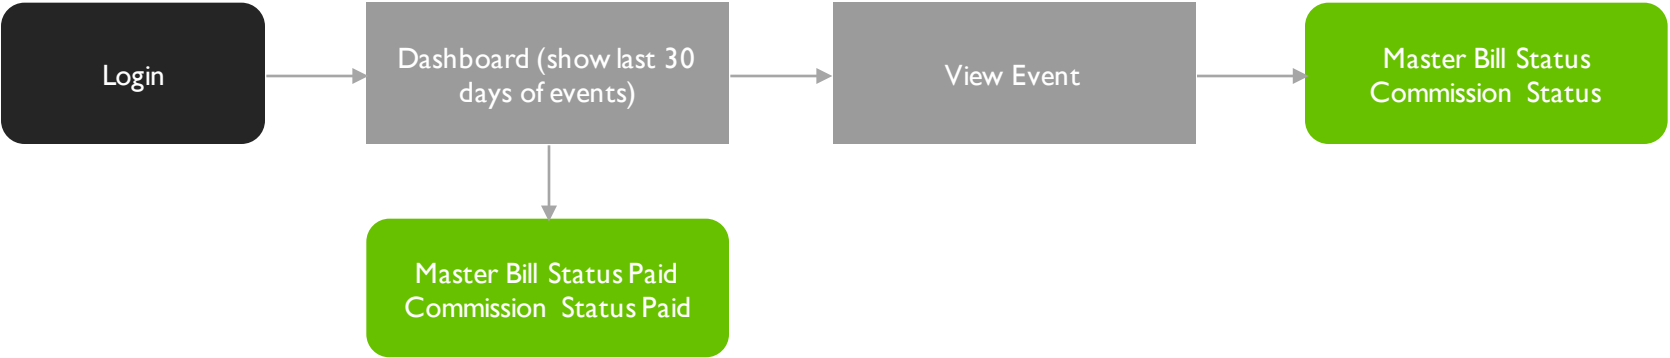 Login
Dashboard (show last 30
days of events)
View Event
Master Bill Status
Commission Status
Master Bill Status Paid
Commission Status Paid